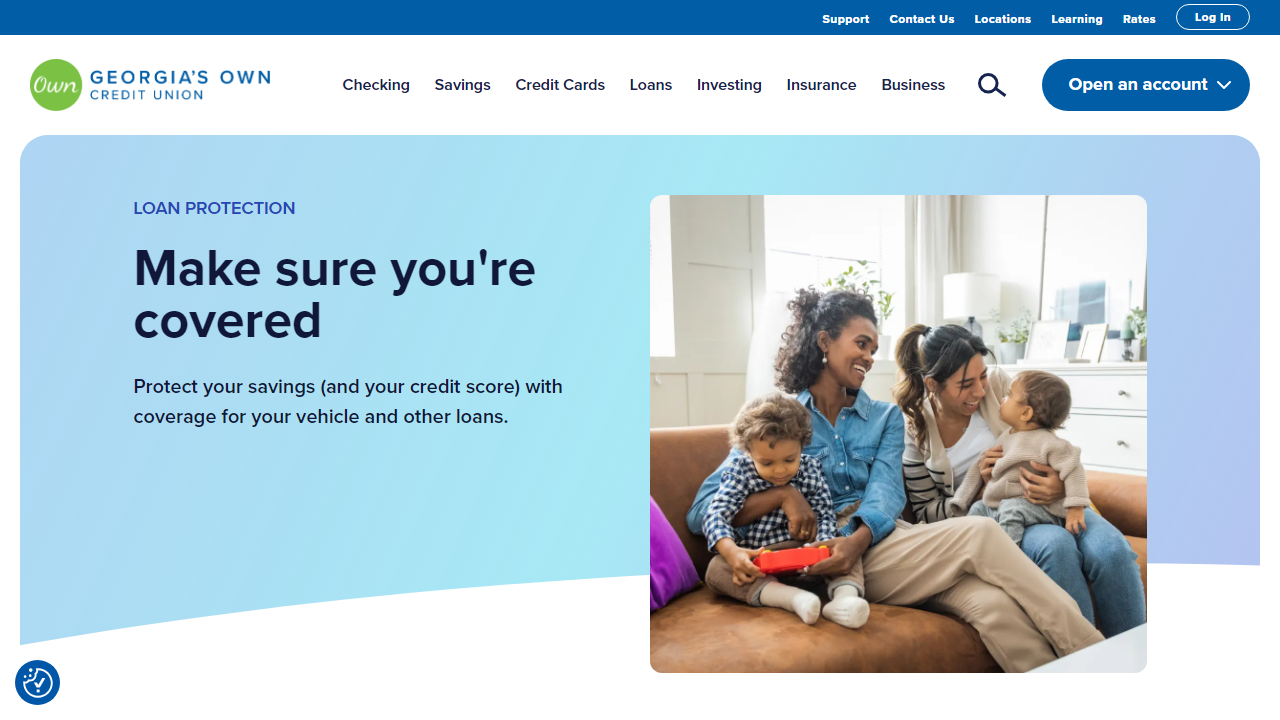 Support Contact Us Locations Learning Rates Log In
Own GEORGIA'S OWN
CREDIT UNION
Checking Savings Credit Cards Loans Investing Insurance Business Open an account
LOAN PROTECTION
Make sure you're
covered
Protect your savings (and your credit score) with
coverage for your vehicle and other loans.